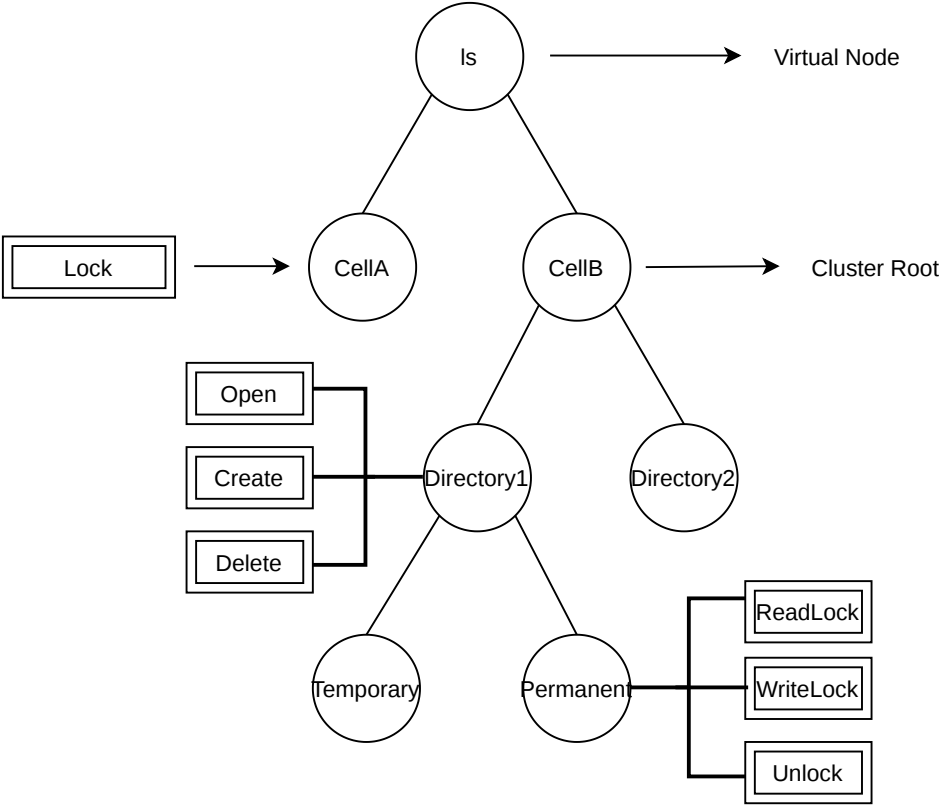 ls
Virtual Node
Lock
CellA
CellB
Cluster Root
Open
Create
Delete
Directory1
Directory2
Temporary
Permanent
ReadLock
WriteLock
Unlock